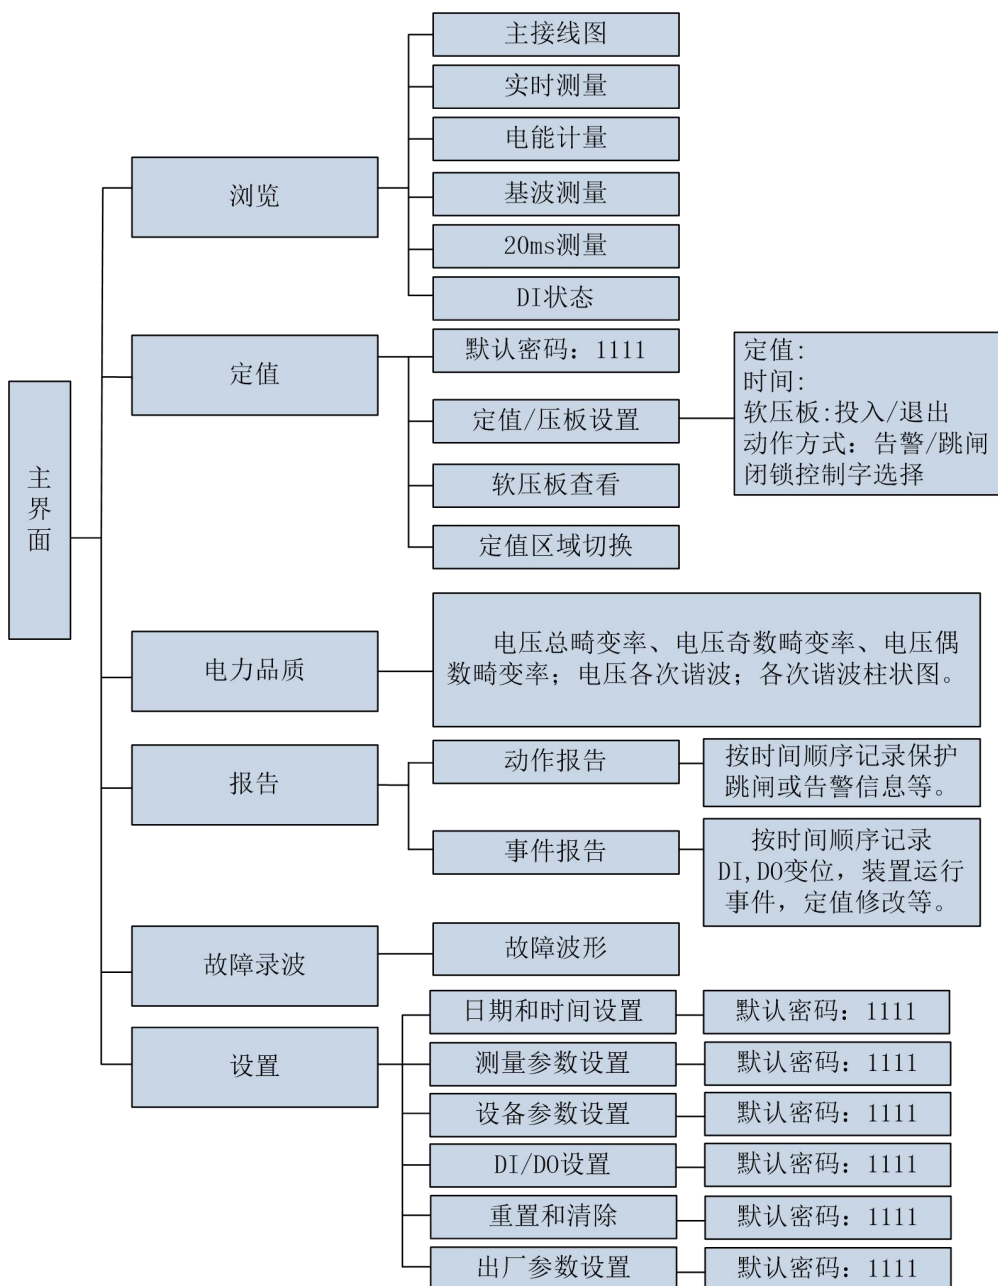 主界面
浏览
主接线图
实时测量
电能计量
基波测量
20ms测量
DI状态
定值
默认密码：1111
定值/压板设置
定值:
时间:
软压板:投入/退出
动作方式：告警/跳闸
闭锁控制字选择
软压板查看
定值区域切换
电力品质
电压总畸变率、电压奇数畸变率、电压偶
数畸变率；电压各次谐波；各次谐波柱状图。
报告
动作报告
按时间顺序记录保护
跳闸或告警信息等。
事件报告
按时间顺序记录
DI,DO变位，装置运行
事件，定值修改等。
故障录波
故障波形
设置
日期和时间设置
默认密码：1111
测量参数设置
默认密码：1111
设备参数设置
默认密码：1111
DI/DO设置
默认密码：1111
重置和清除
默认密码：1111
出厂参数设置
默认密码：1111